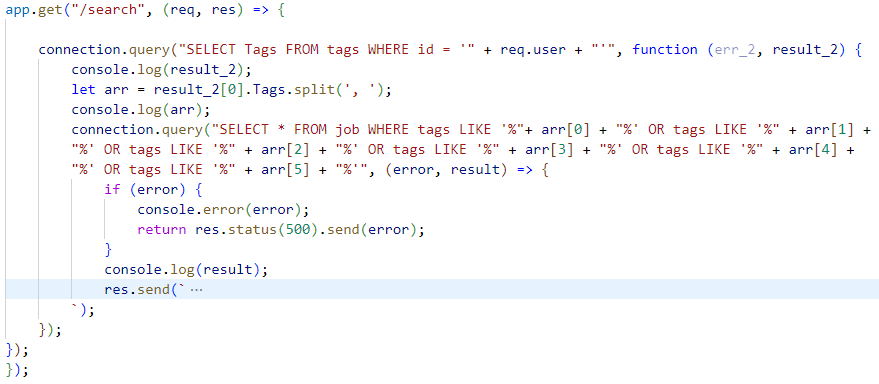 app.get("/search", (req, res) => {
connection.query("SELECT Tags FROM tags WHERE id = '" + req.user + "'", function (err_2, result_2) {
console.log(result_2);
let arr = result_2[0].Tags.split(', ');
console.log(arr);
connection.query("SELECT * FROM job WHERE tags LIKE '%"+ arr[0] + "%' OR tags LIKE '%" + arr[1] +
"%' OR tags LIKE '%" + arr[2] + "%' OR tags LIKE '%" + arr[3] + "%' OR tags LIKE '%" + arr[4] +
"%' OR tags LIKE '%" + arr[5] + "%'", (error, result) => {
if (error) {
console.error(error);
return res.status(500).send(error);
}
console.log(result);
res.send(` ⋯
`);
});
});
});